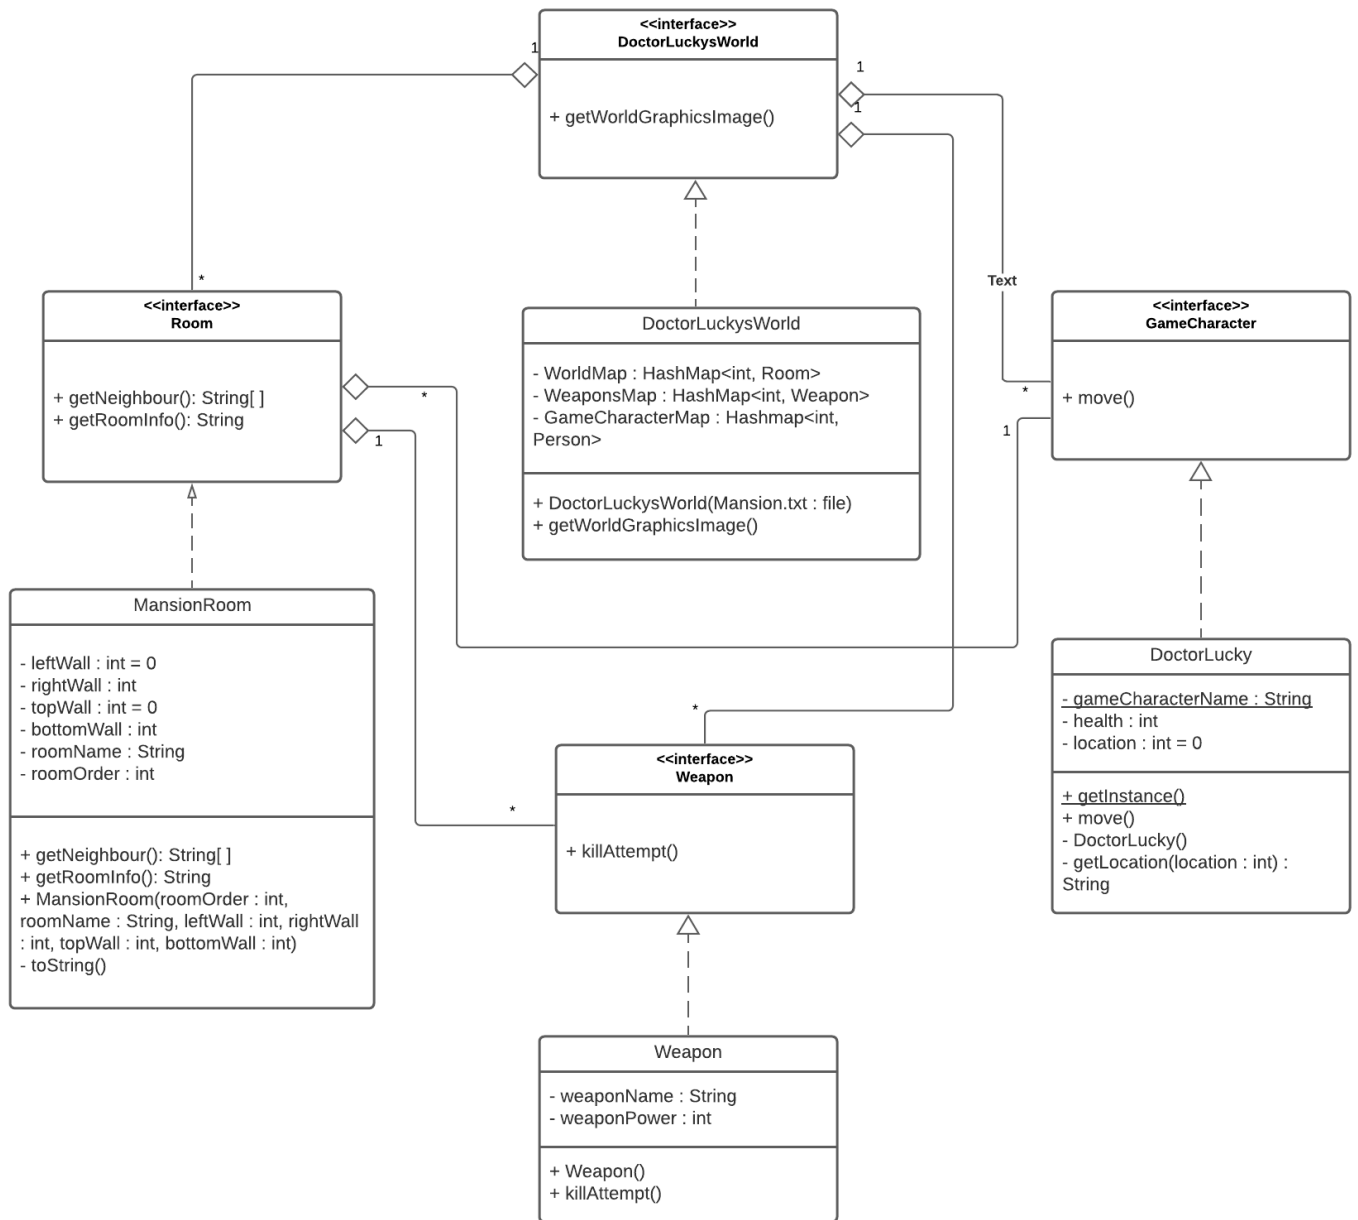 <<interface>>
DoctorLuckysWorld
+ getWorldGraphicsImage()
1
1
1
*
Text
<<interface>>
Room
+ getNeighbour(): String[ ]
+ getRoomInfo(): String
*
1
DoctorLuckysWorld
- WorldMap : HashMap<int, Room>
- WeaponsMap : HashMap<int, Weapon>
- GameCharacterMap : Hashmap<int,
Person>
+ DoctorLuckysWorld(Mansion.txt : file)
+ getWorldGraphicsImage()
<<interface>>
GameCharacter
+ move()
*
1
MansionRoom
- leftWall : int = 0
- rightWall : int
- topWall : int = 0
- bottomWall : int
- roomName : String
- roomOrder : int
+ getNeighbour(): String[ ]
+ getRoomInfo(): String
+ MansionRoom(roomOrder : int,
roomName : String, leftWall : int, rightWall
: int, topWall : int, bottomWall : int)
- toString()
*
*
<<interface>>
Weapon
+ killAttempt()
DoctorLucky
- gameCharacterName : String
- health : int
- location : int = 0
+ getInstance()
+ move()
- DoctorLucky()
- getLocation(location : int) :
String
Weapon
- weaponName : String
- weaponPower : int
+ Weapon()
+ killAttempt()